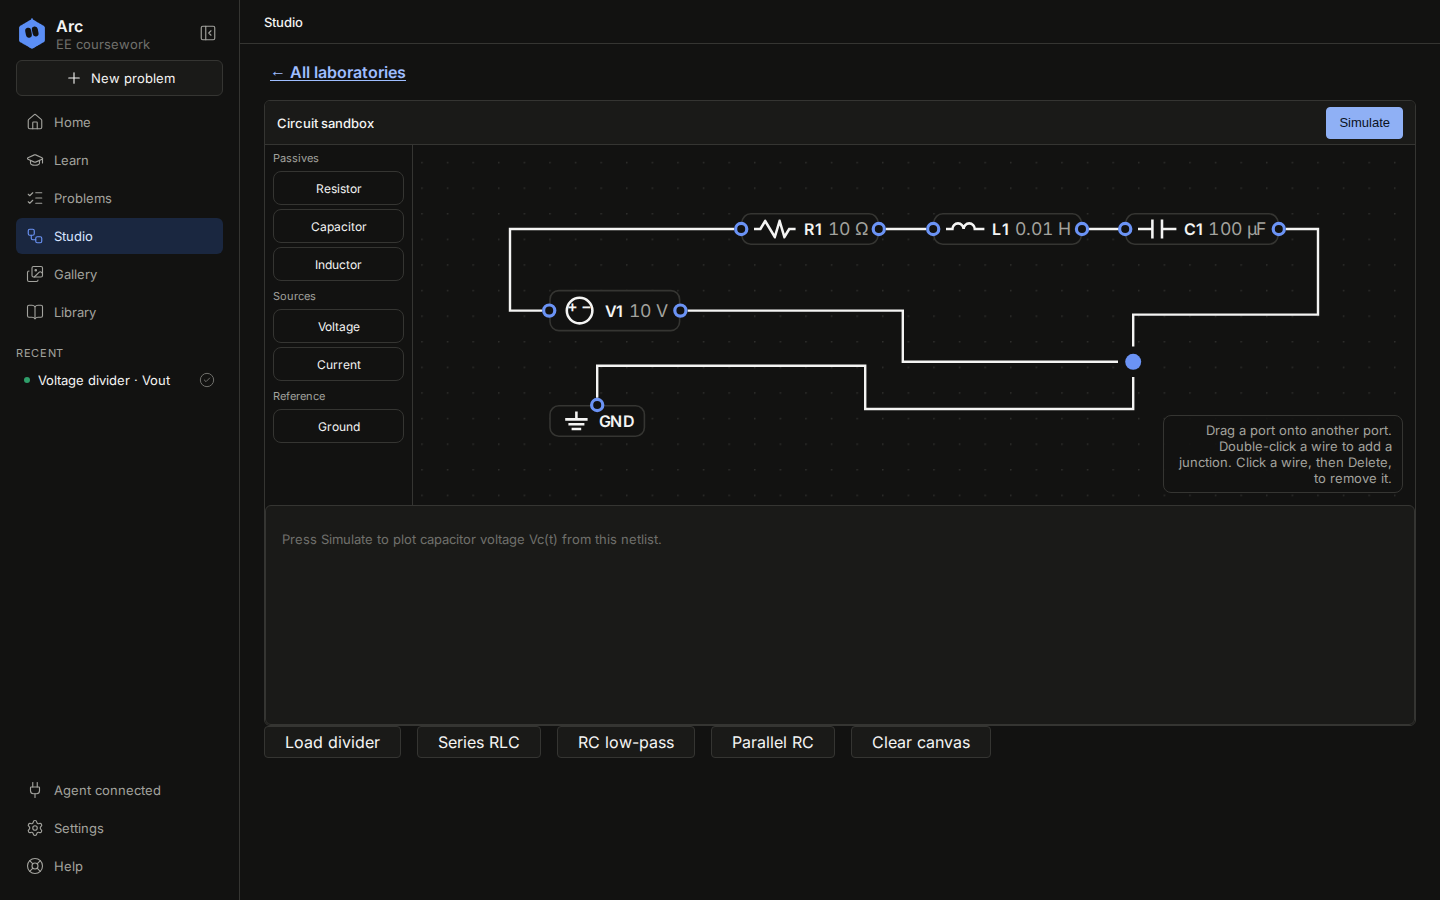 Arc
EE coursework
New problem
Home
Learn
Problems
Studio
Gallery
Library
RECENT
Voltage divider · Vout
Agent connected
Settings
Help
Studio
← All laboratories
Circuit sandbox
Simulate
Passives
Resistor
Capacitor
Inductor
Sources
Voltage
Current
Reference
Ground
R1 10 Ω
L1 0.01 H
C1 100 µF
V1 10 V
GND
Drag a port onto another port.
Double-click a wire to add a
junction. Click a wire, then Delete,
to remove it.
Press Simulate to plot capacitor voltage Vc(t) from this netlist.
Load divider
Series RLC
RC low-pass
Parallel RC
Clear canvas